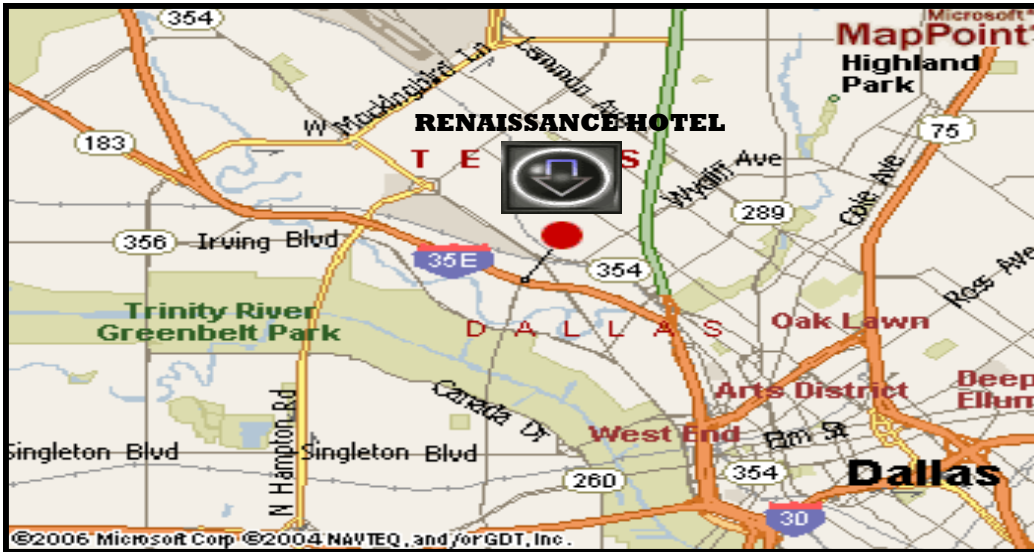 354
Microsoft®
MapPoint®
Lemmon Ave
Highland
Park
W Mockingbird Ln
RENAISSANCE HOTEL
183
75
T E S
Wycliff Ave
Cole Ave
289
356
Irving Blvd
35E
354
Ross Ave
Trinity River
Greenbelt Park
D A L L A S
Oak Lawn
Canada Dr
Arts District
Deep
Ellum
N Hampton Rd
West End
Elm St
Singleton Blvd
Singleton Blvd
260
354
Dallas
30
©2006 Microsoft Corp ©2004 NAVTEQ, and/or GDT, Inc.